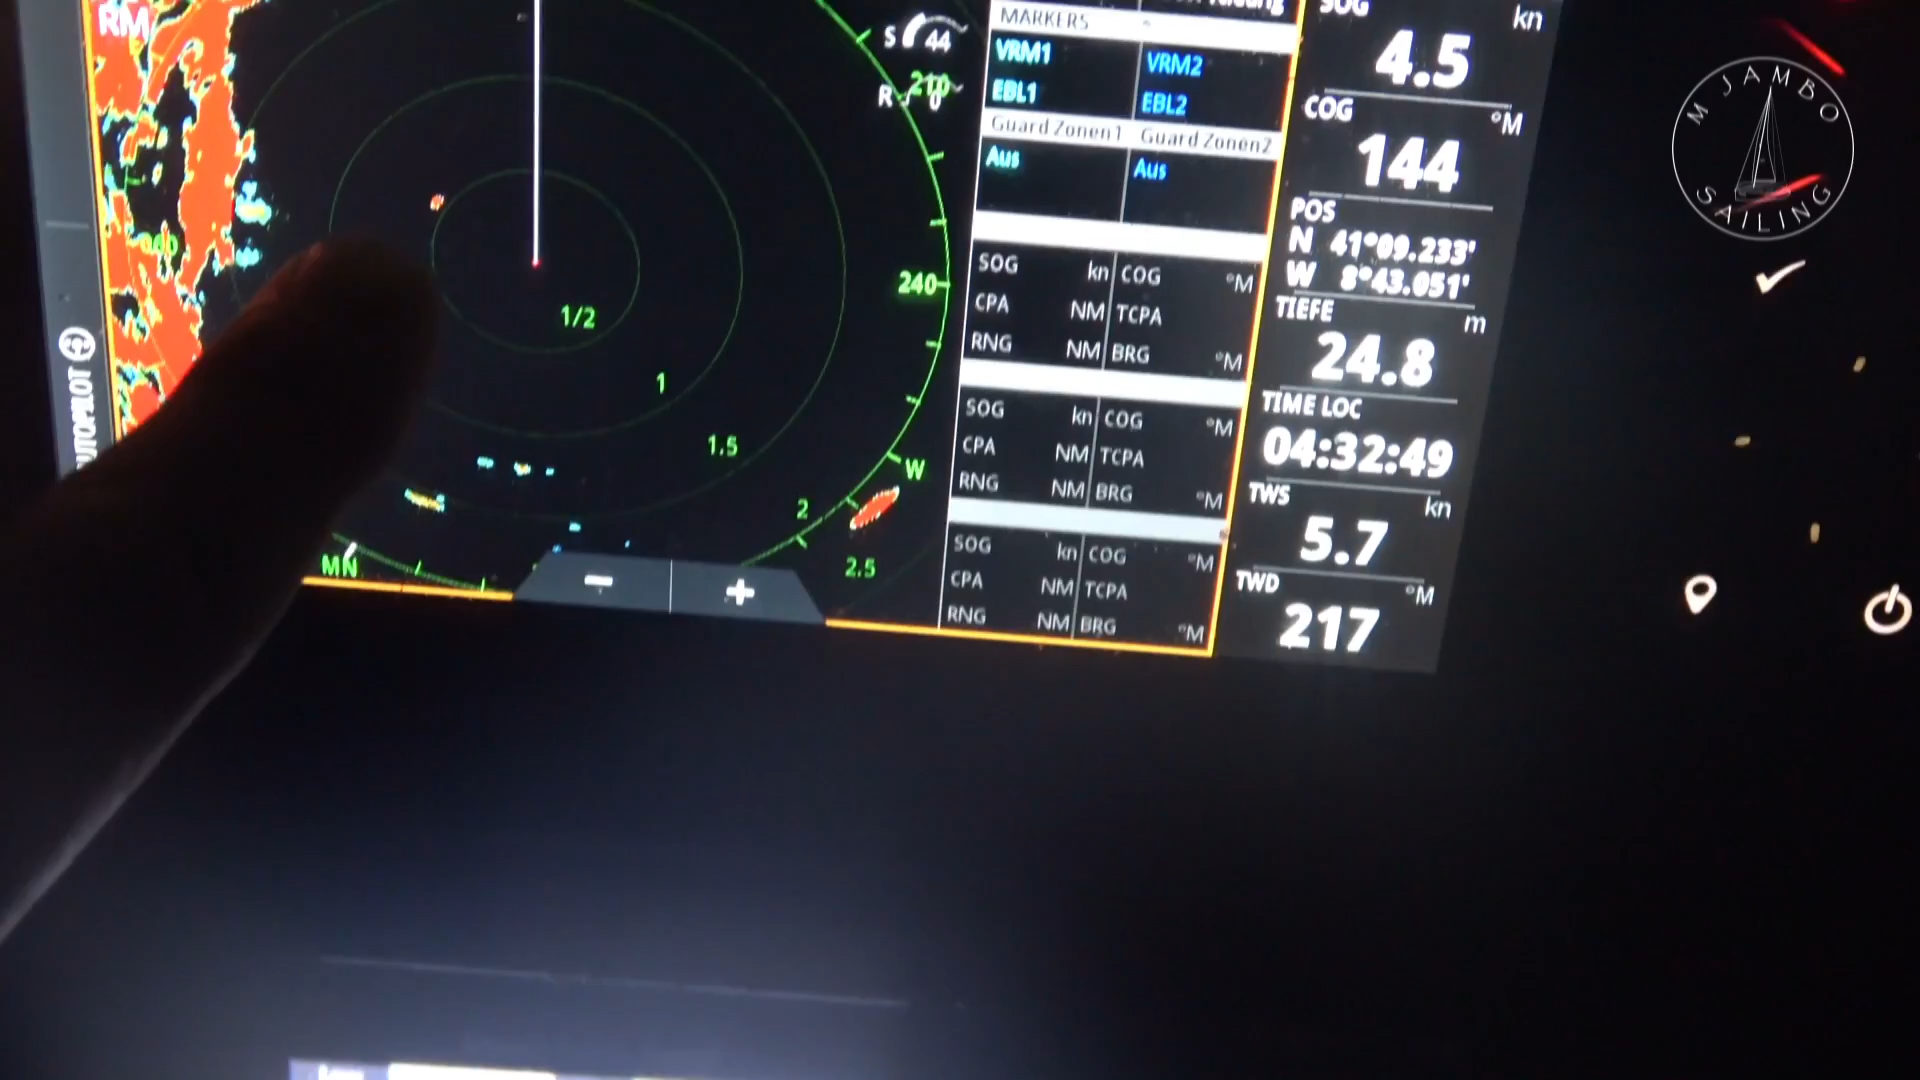 RM
AUTOPILOT
S 44
R 0
210
240
W
MN
1/2
1
1.5
2
2.5
−
+
MARKERS
VRM1 VRM2
EBL1 EBL2
Guard Zonen1 Guard Zonen2
Aus Aus
SOG kn COG °M
CPA NM TCPA
RNG NM BRG °M
SOG kn COG °M
CPA NM TCPA
RNG NM BRG °M
SOG kn COG °M
CPA NM TCPA
RNG NM BRG °M
SOG kn
4.5
COG °M
144
POS
N 41°09.233'
W 8°43.051'
TIEFE m
24.8
TIME LOC
04:32:49
TWS kn
5.7
TWD °M
217
M JAMBO
SAILING